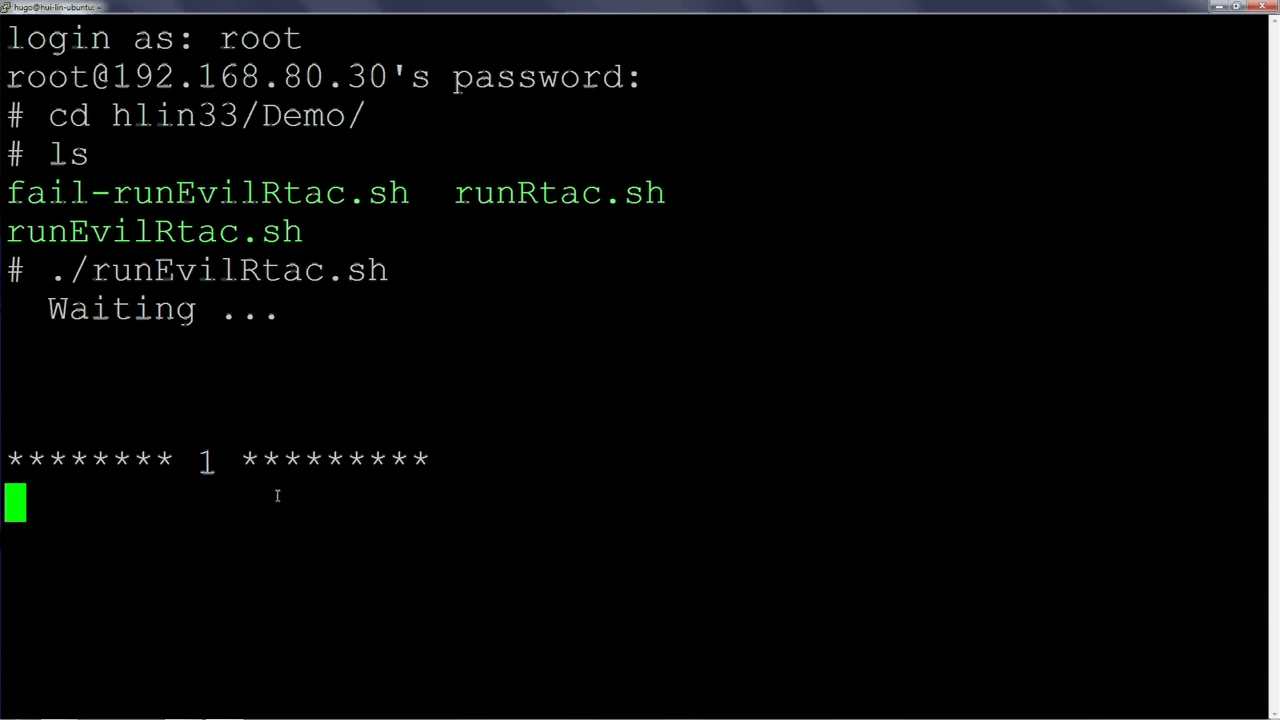 hugo@hui-lin-ubuntu: ~
login as: root
root@192.168.80.30's password:
# cd hlin33/Demo/
# ls
fail-runEvilRtac.sh  runRtac.sh
runEvilRtac.sh
# ./runEvilRtac.sh
  Waiting ...
******** 1 *********